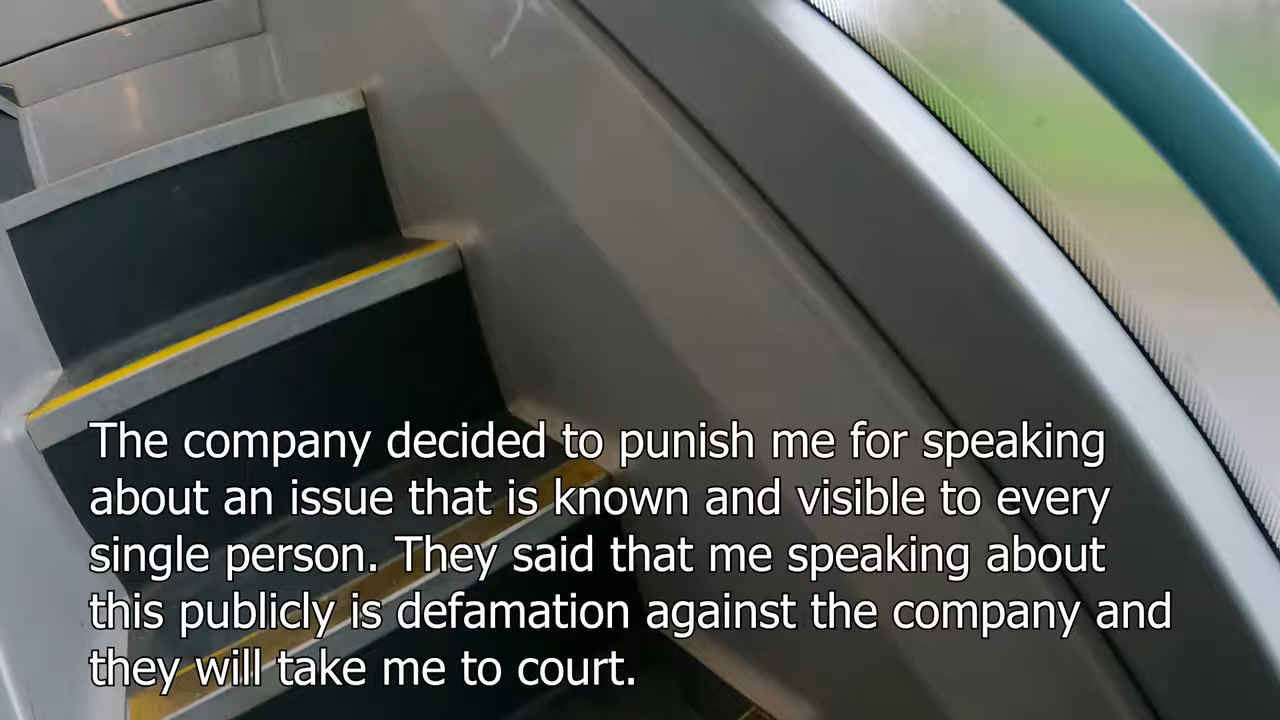 The company decided to punish me for speaking
about an issue that is known and visible to every
single person. They said that me speaking about
this publicly is defamation against the company and
they will take me to court.